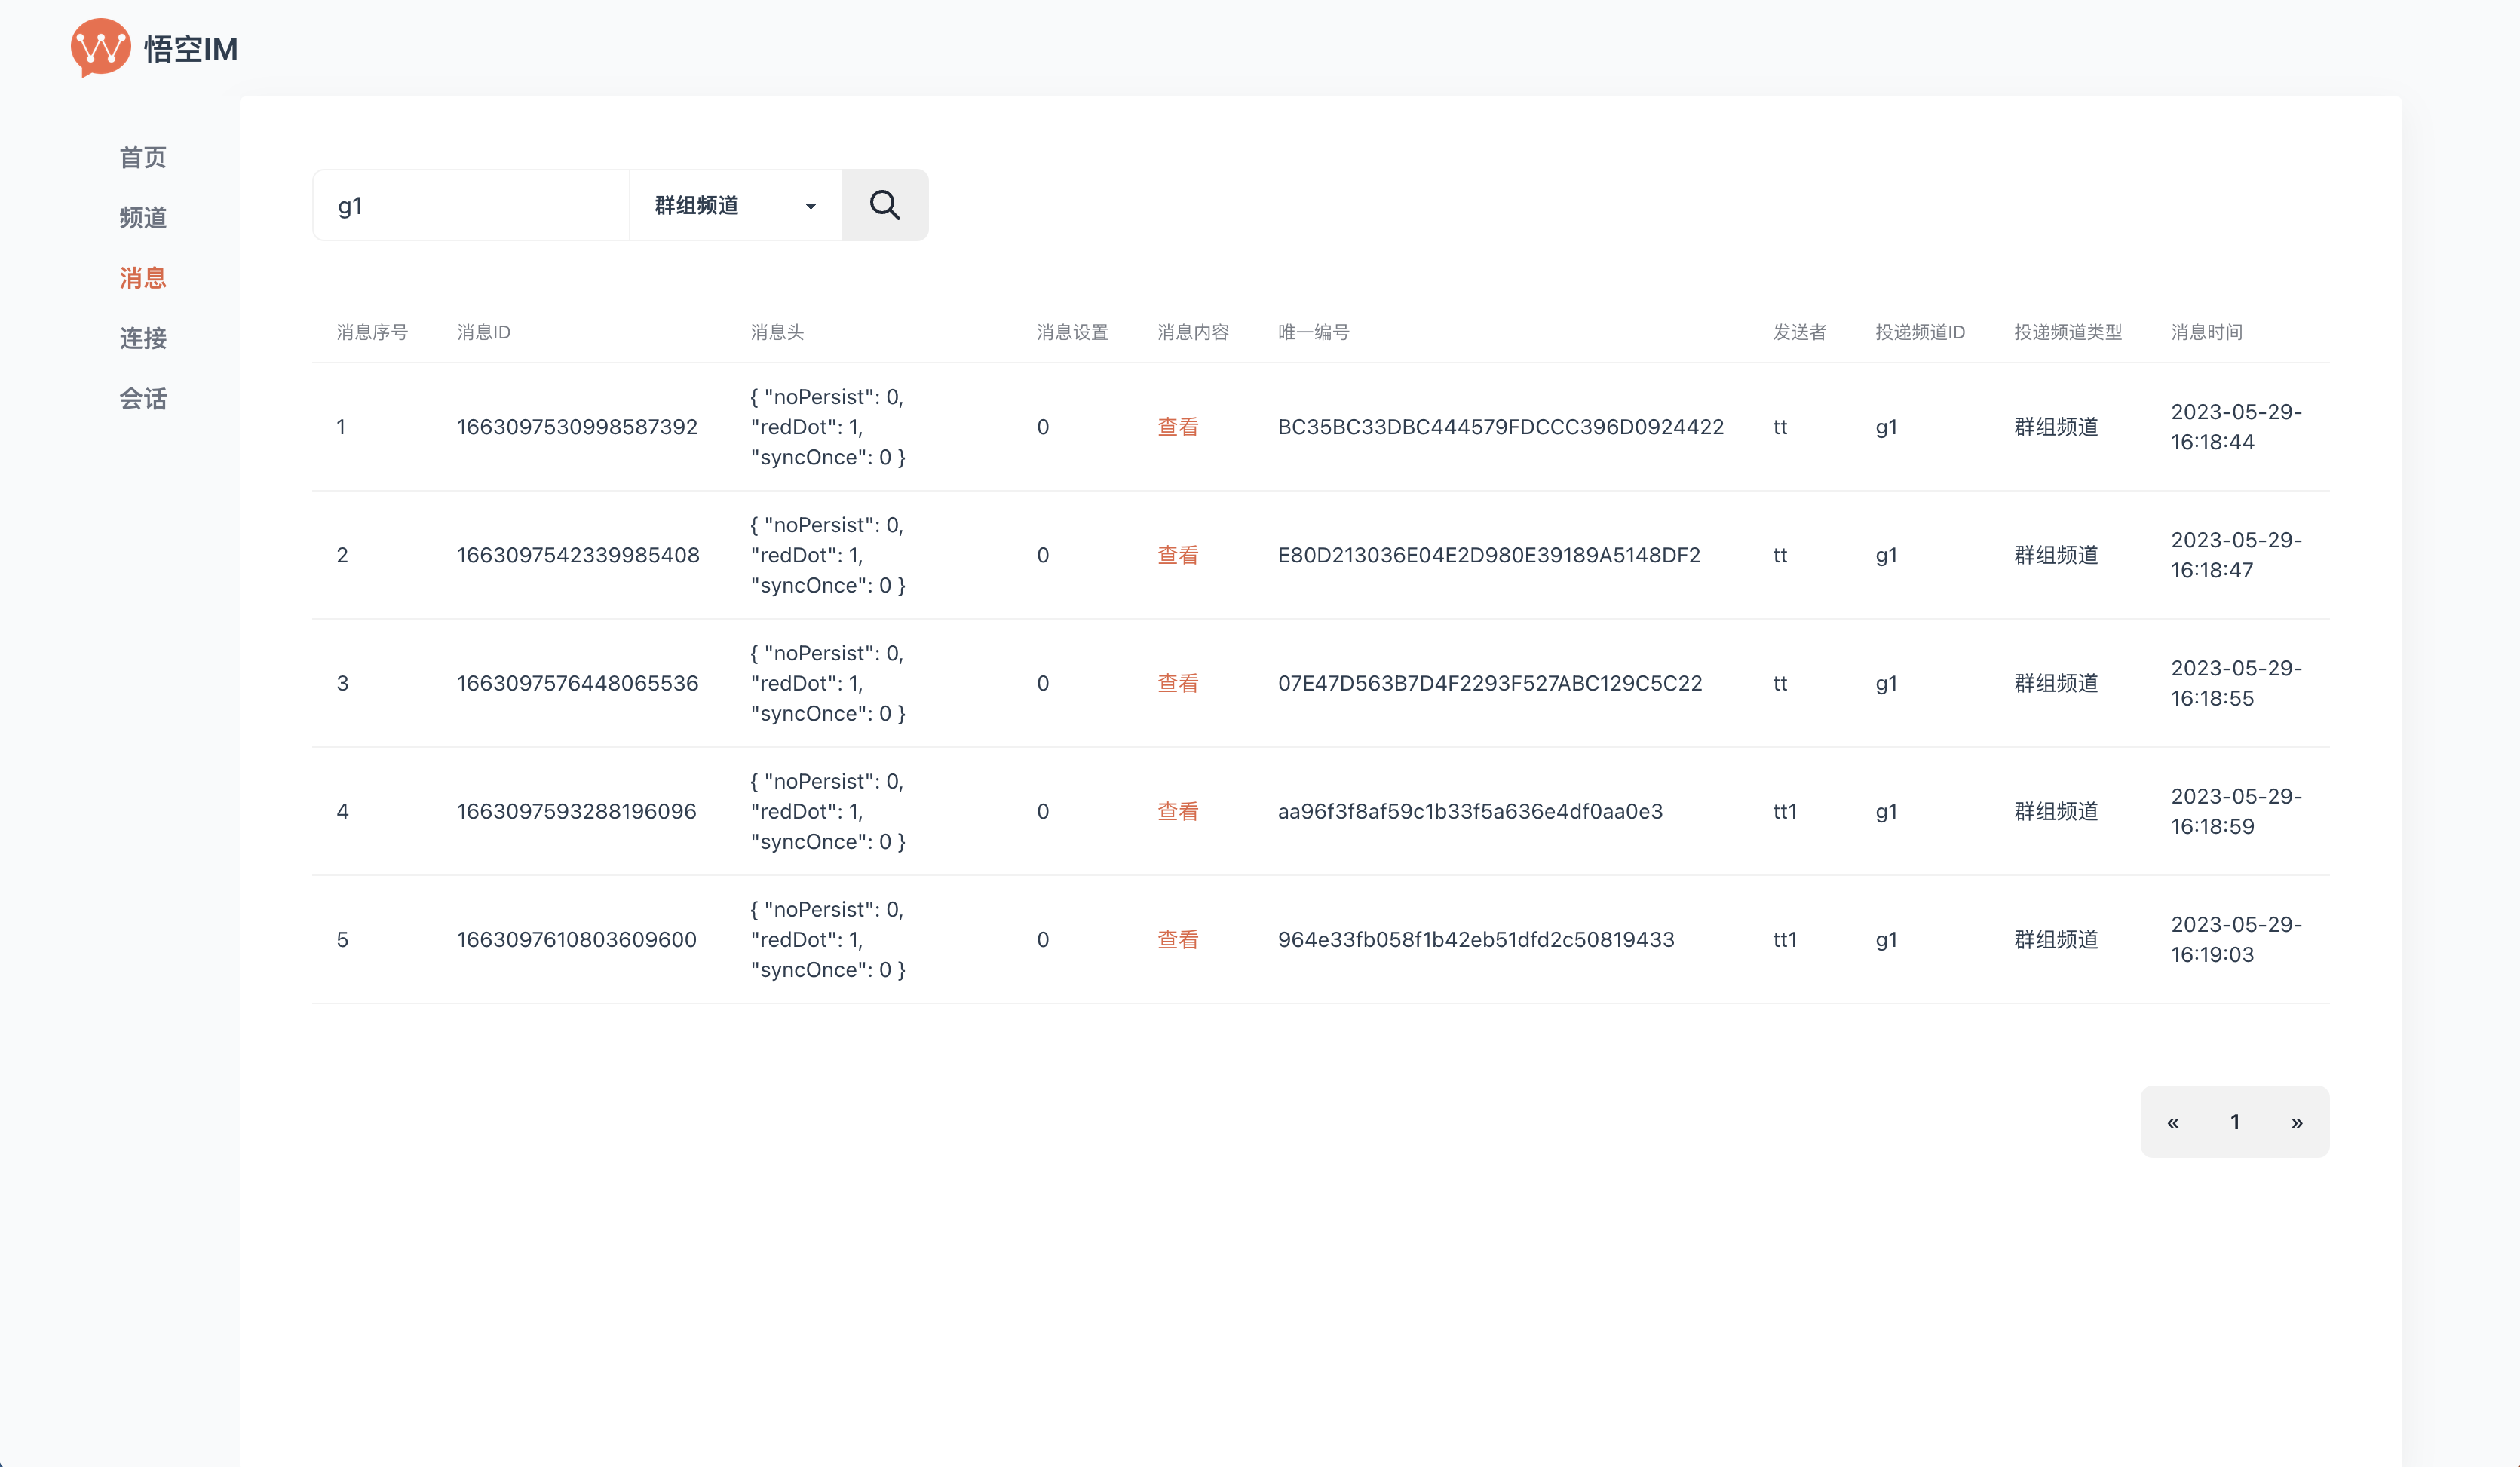 悟空IM
首页
频道
消息
连接
会话
g1 群组频道
消息序号 消息ID 消息头 消息设置 消息内容 唯一编号 发送者 投递频道ID 投递频道类型 消息时间
1 1663097530998587392 { "noPersist": 0, "redDot": 1, "syncOnce": 0 } 0 查看 BC35BC33DBC444579FDCCC396D0924422 tt g1 群组频道 2023-05-29-16:18:44
2 1663097542339985408 { "noPersist": 0, "redDot": 1, "syncOnce": 0 } 0 查看 E80D213036E04E2D980E39189A5148DF2 tt g1 群组频道 2023-05-29-16:18:47
3 1663097576448065536 { "noPersist": 0, "redDot": 1, "syncOnce": 0 } 0 查看 07E47D563B7D4F2293F527ABC129C5C22 tt g1 群组频道 2023-05-29-16:18:55
4 1663097593288196096 { "noPersist": 0, "redDot": 1, "syncOnce": 0 } 0 查看 aa96f3f8af59c1b33f5a636e4df0aa0e3 tt1 g1 群组频道 2023-05-29-16:18:59
5 1663097610803609600 { "noPersist": 0, "redDot": 1, "syncOnce": 0 } 0 查看 964e33fb058f1b42eb51dfd2c50819433 tt1 g1 群组频道 2023-05-29-16:19:03
« 1 »